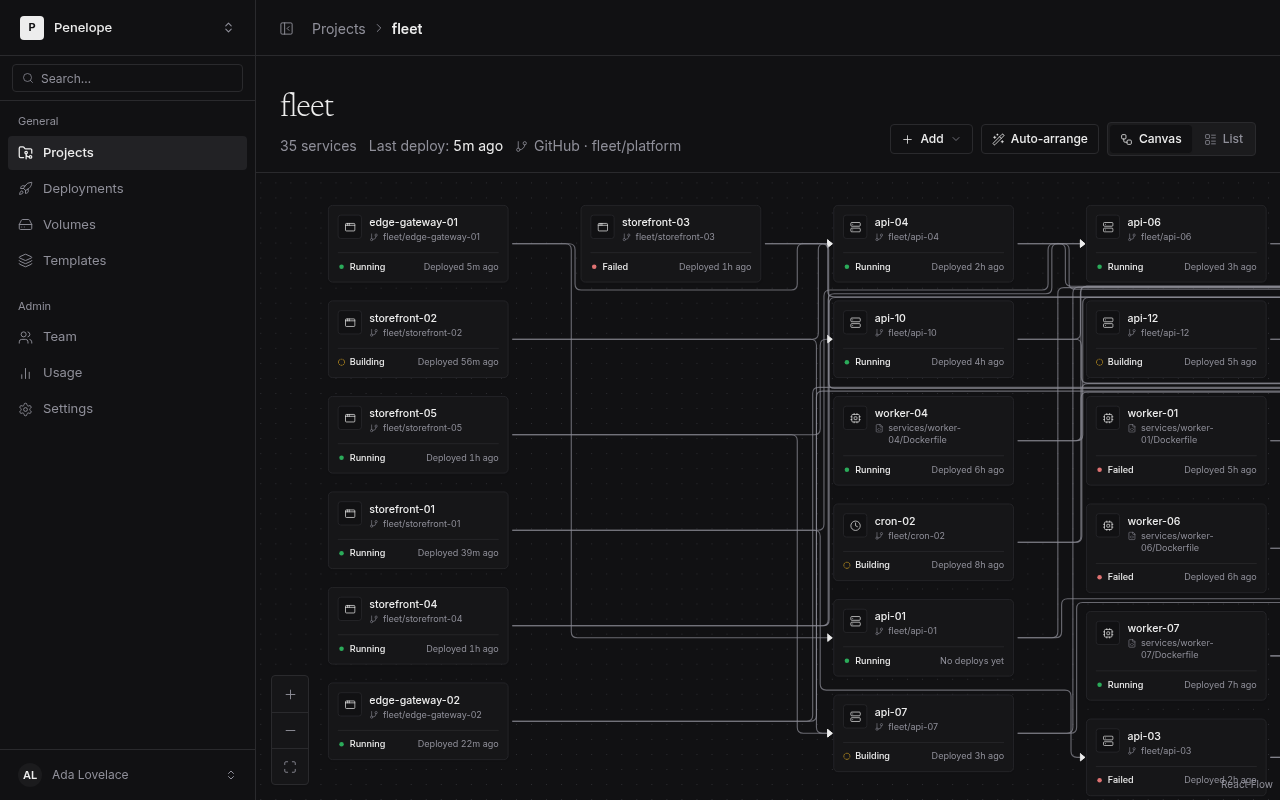 P Penelope
Search...
General
Projects
Deployments
Volumes
Templates
Admin
Team
Usage
Settings
AL Ada Lovelace
Projects > fleet
fleet
35 services Last deploy: 5m ago GitHub · fleet/platform
Add
Auto-arrange
Canvas
List
edge-gateway-01
fleet/edge-gateway-01
Running Deployed 5m ago
storefront-02
fleet/storefront-02
Building Deployed 56m ago
storefront-05
fleet/storefront-05
Running Deployed 1h ago
storefront-01
fleet/storefront-01
Running Deployed 39m ago
storefront-04
fleet/storefront-04
Running Deployed 1h ago
edge-gateway-02
fleet/edge-gateway-02
Running Deployed 22m ago
storefront-03
fleet/storefront-03
Failed Deployed 1h ago
api-04
fleet/api-04
Running Deployed 2h ago
api-10
fleet/api-10
Running Deployed 4h ago
worker-04
services/worker-
04/Dockerfile
Running Deployed 6h ago
cron-02
fleet/cron-02
Building Deployed 8h ago
api-01
fleet/api-01
Running No deploys yet
api-07
fleet/api-07
Building Deployed 3h ago
api-06
fleet/api-06
Running Deployed 3h ago
api-12
fleet/api-12
Building Deployed 5h ago
worker-01
services/worker-
01/Dockerfile
Failed Deployed 5h ago
worker-06
services/worker-
06/Dockerfile
Failed Deployed 6h ago
worker-07
services/worker-
07/Dockerfile
Running Deployed 7h ago
api-03
fleet/api-03
Failed Deployed 2h ago
React Flow